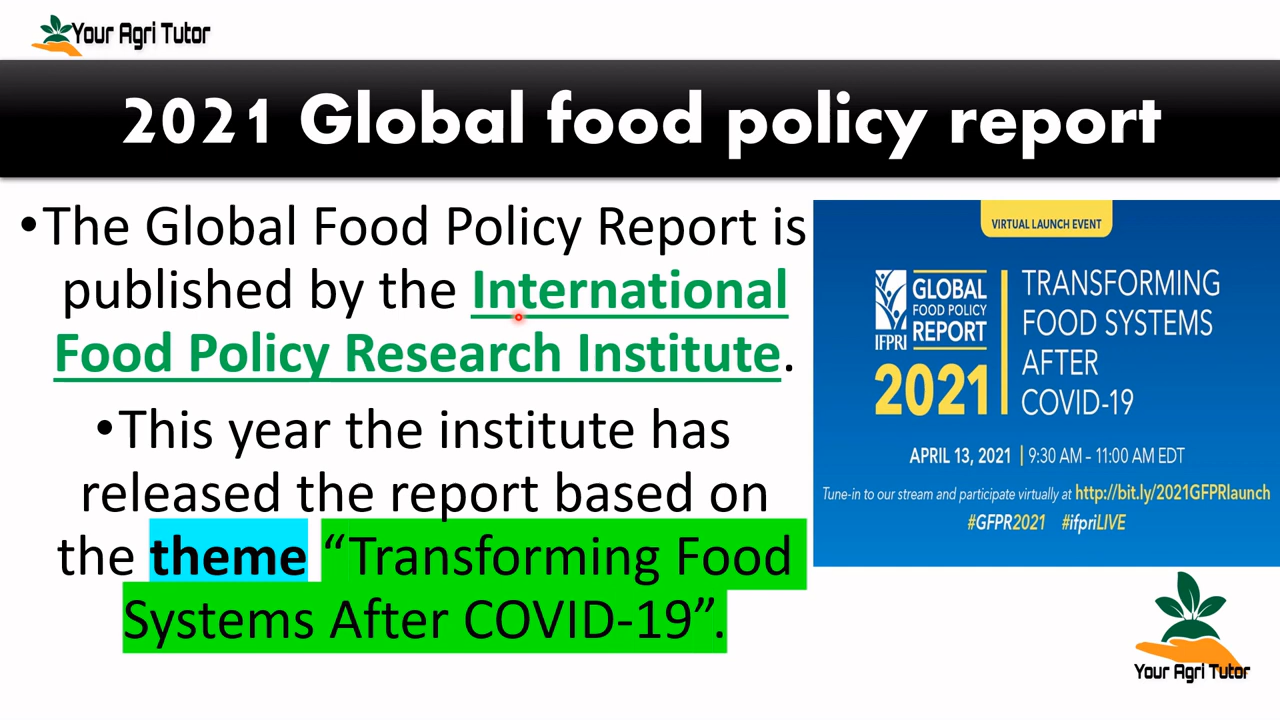 Your Agri Tutor
2021 Global food policy report
•The Global Food Policy Report is
published by the International
Food Policy Research Institute.
•This year the institute has
released the report based on
the theme “Transforming Food
Systems After COVID-19”.
VIRTUAL LAUNCH EVENT
IFPRI
GLOBAL
FOOD POLICY
REPORT
2021
TRANSFORMING
FOOD SYSTEMS
AFTER
COVID-19
APRIL 13, 2021 | 9:30 AM – 11:00 AM EDT
Tune-in to our stream and participate virtually at http://bit.ly/2021GFPRlaunch
#GFPR2021 #ifpriLIVE
Your Agri Tutor